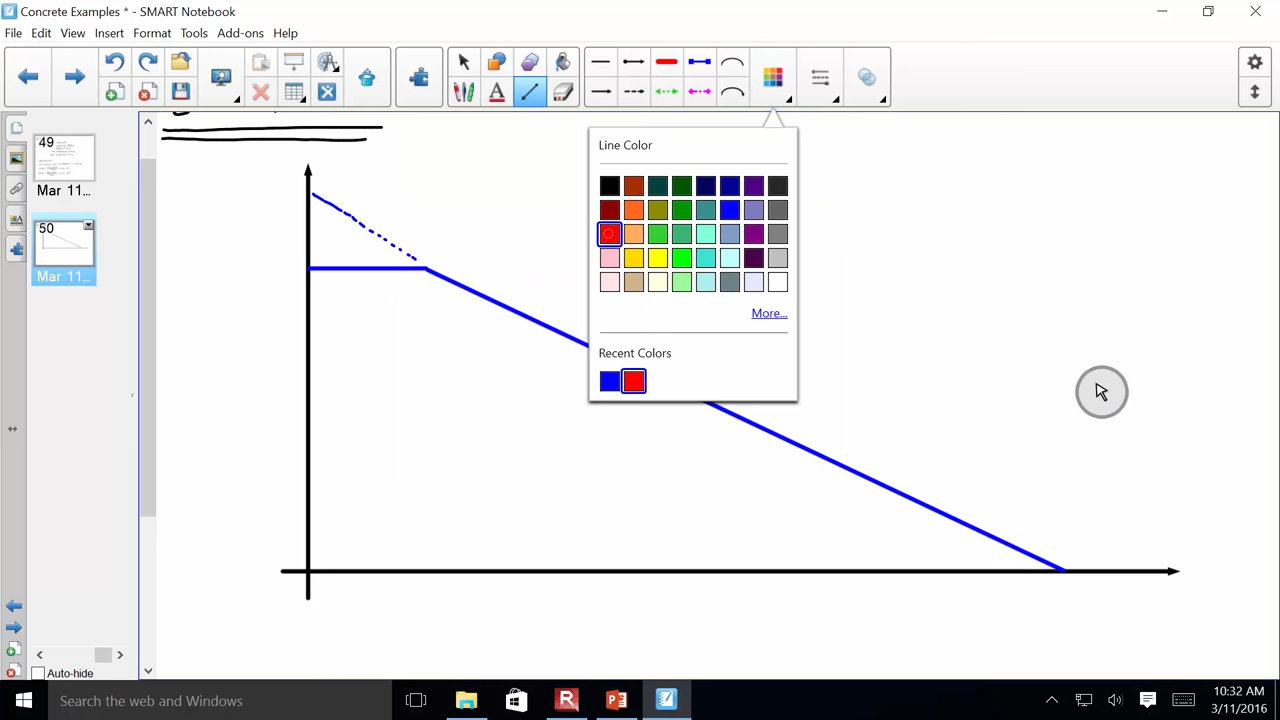 Concrete Examples * - SMART Notebook
File Edit View Insert Format Tools Add-ons Help
A
Line Color
More...
Recent Colors
49
Mar 11...
50
Mar 11...
Auto-hide
Search the web and Windows
R
P
10:32 AM
3/11/2016